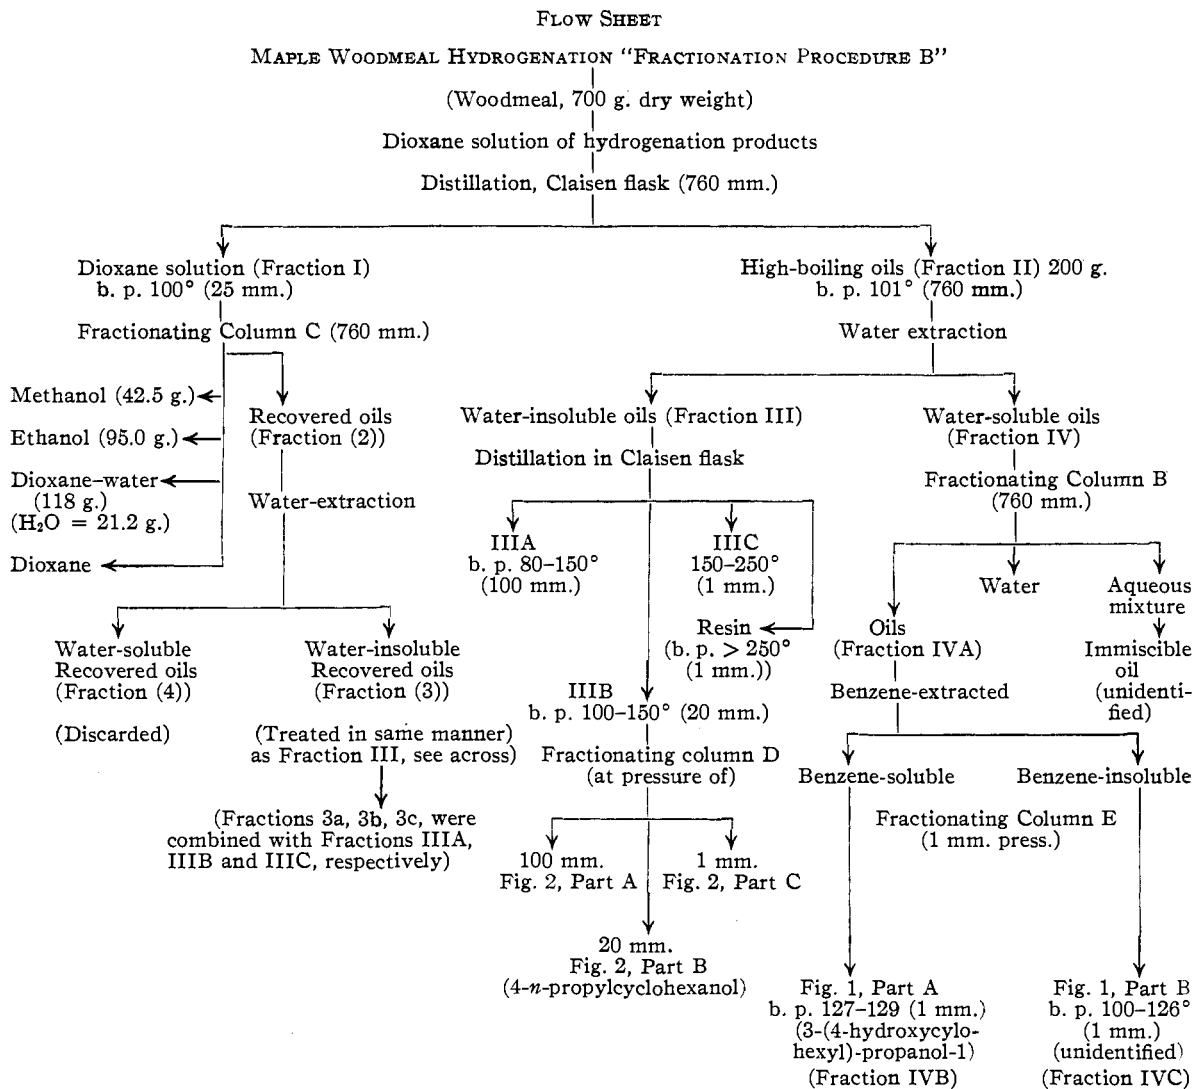 FLOW SHEET
MAPLE WOODMEAL HYDROGENATION "FRACTIONATION PROCEDURE B"
(Woodmeal, 700 g. dry weight)
Dioxane solution of hydrogenation products
Distillation, Claisen flask (760 mm.)
Dioxane solution (Fraction I)
b. p. 100° (25 mm.)
Fractionating Column C (760 mm.)
Methanol (42.5 g.)
Ethanol (95.0 g.)
Dioxane–water
(118 g.)
(H₂O = 21.2 g.)
Dioxane
Recovered oils
(Fraction (2))
Water-extraction
Water-soluble
Recovered oils
(Fraction (4))
(Discarded)
Water-insoluble
Recovered oils
(Fraction (3))
(Treated in same manner)
as Fraction III, see across)
(Fractions 3a, 3b, 3c, were
combined with Fractions IIIA,
IIIB and IIIC, respectively)
High-boiling oils (Fraction II) 200 g.
b. p. 101° (760 mm.)
Water extraction
Water-insoluble oils (Fraction III)
Distillation in Claisen flask
IIIA
b. p. 80–150°
(100 mm.)
IIIC
150–250°
(1 mm.)
Resin
(b. p. > 250°
(1 mm.))
IIIB
b. p. 100–150° (20 mm.)
Fractionating column D
(at pressure of)
100 mm.
Fig. 2, Part A
1 mm.
Fig. 2, Part C
20 mm.
Fig. 2, Part B
(4-n-propylcyclohexanol)
Water-soluble oils
(Fraction IV)
Fractionating Column B
(760 mm.)
Oils
(Fraction IVA)
Benzene-extracted
Water
Aqueous
mixture
Immiscible
oil
(unidenti-
fied)
Benzene-soluble
Benzene-insoluble
Fractionating Column E
(1 mm. press.)
Fig. 1, Part A
b. p. 127–129 (1 mm.)
(3-(4-hydroxycylo-
hexyl)-propanol-1)
(Fraction IVB)
Fig. 1, Part B
b. p. 100–126°
(1 mm.)
(unidentified)
(Fraction IVC)